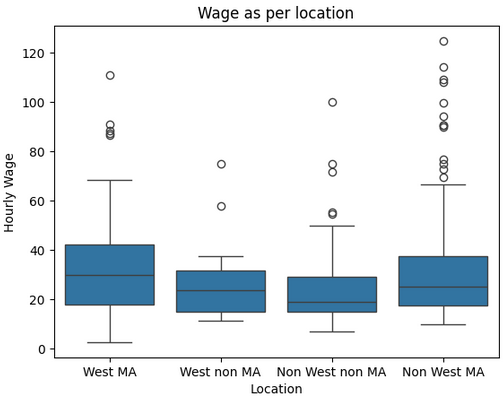 Wage as per location
120
100
80
60
40
20
0
Hourly Wage
West MA
West non MA
Non West non MA
Non West MA
Location